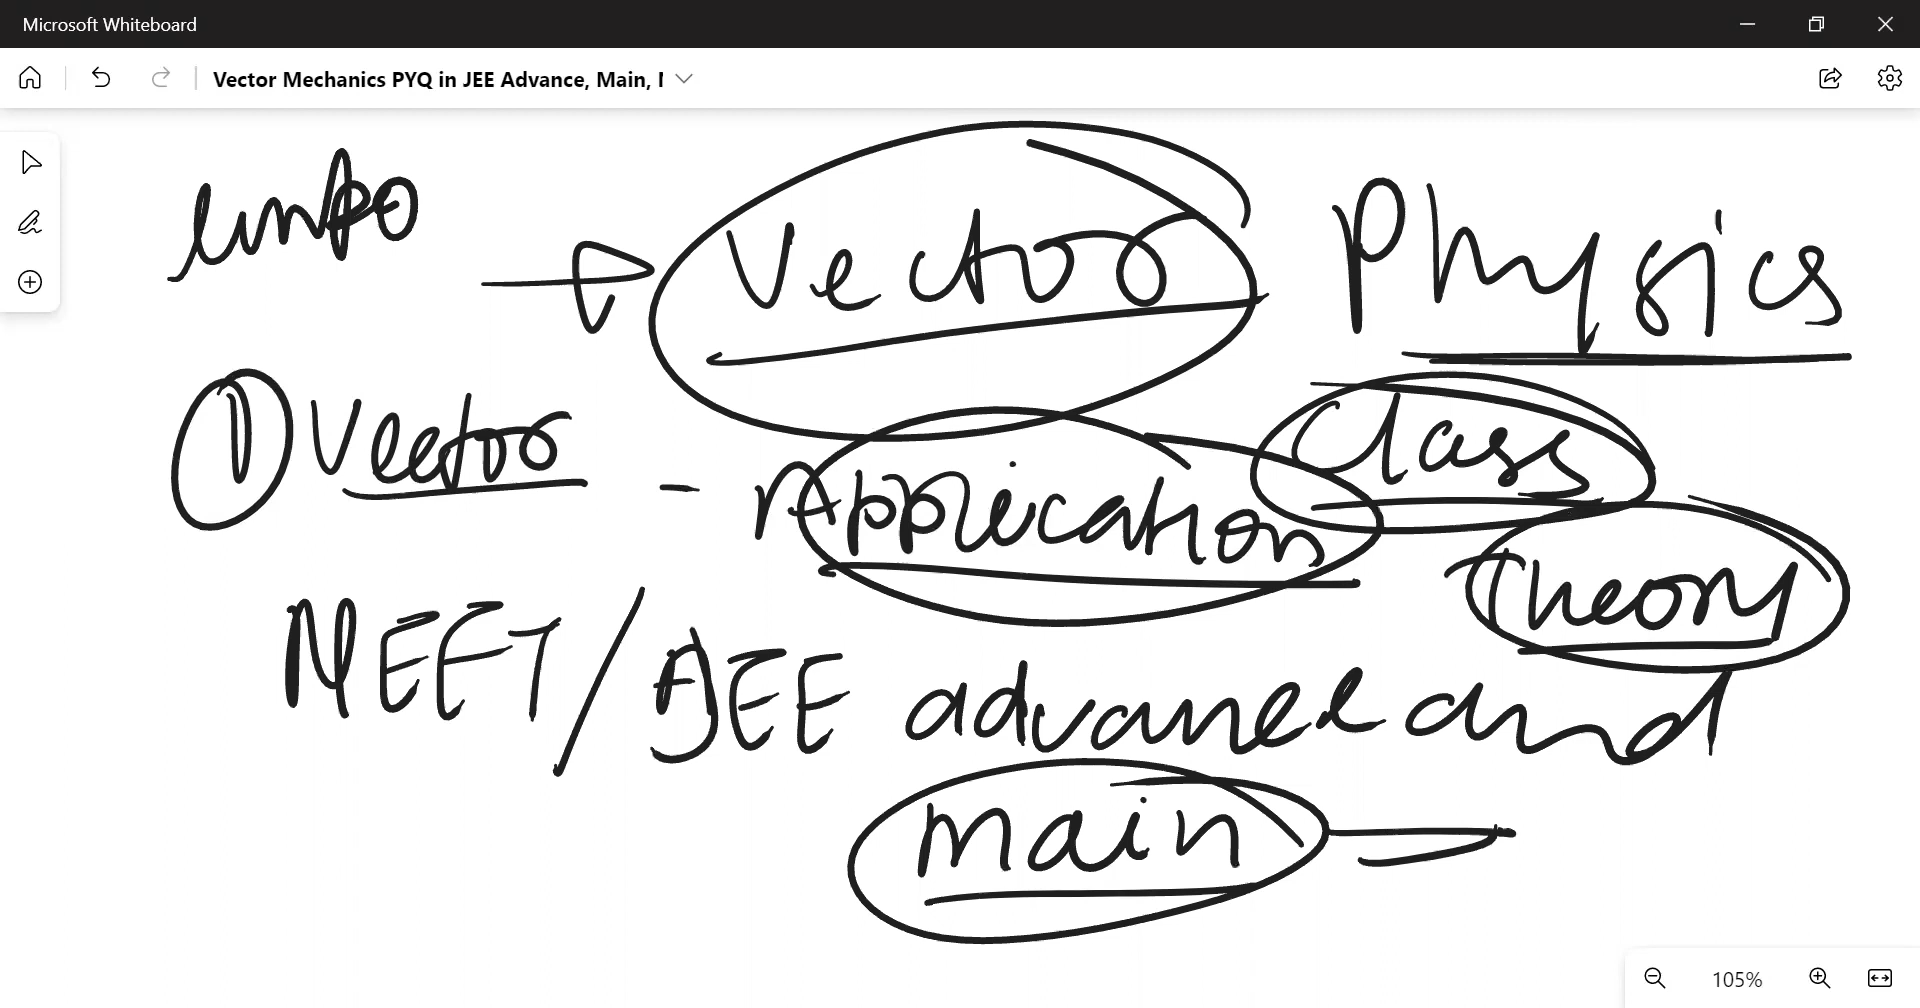 Microsoft Whiteboard
Vector Mechanics PYQ in JEE Advance, Main, I
Vector Physics
① Vector - Application Class
Theory
NEET / JEE advance and
main
105%